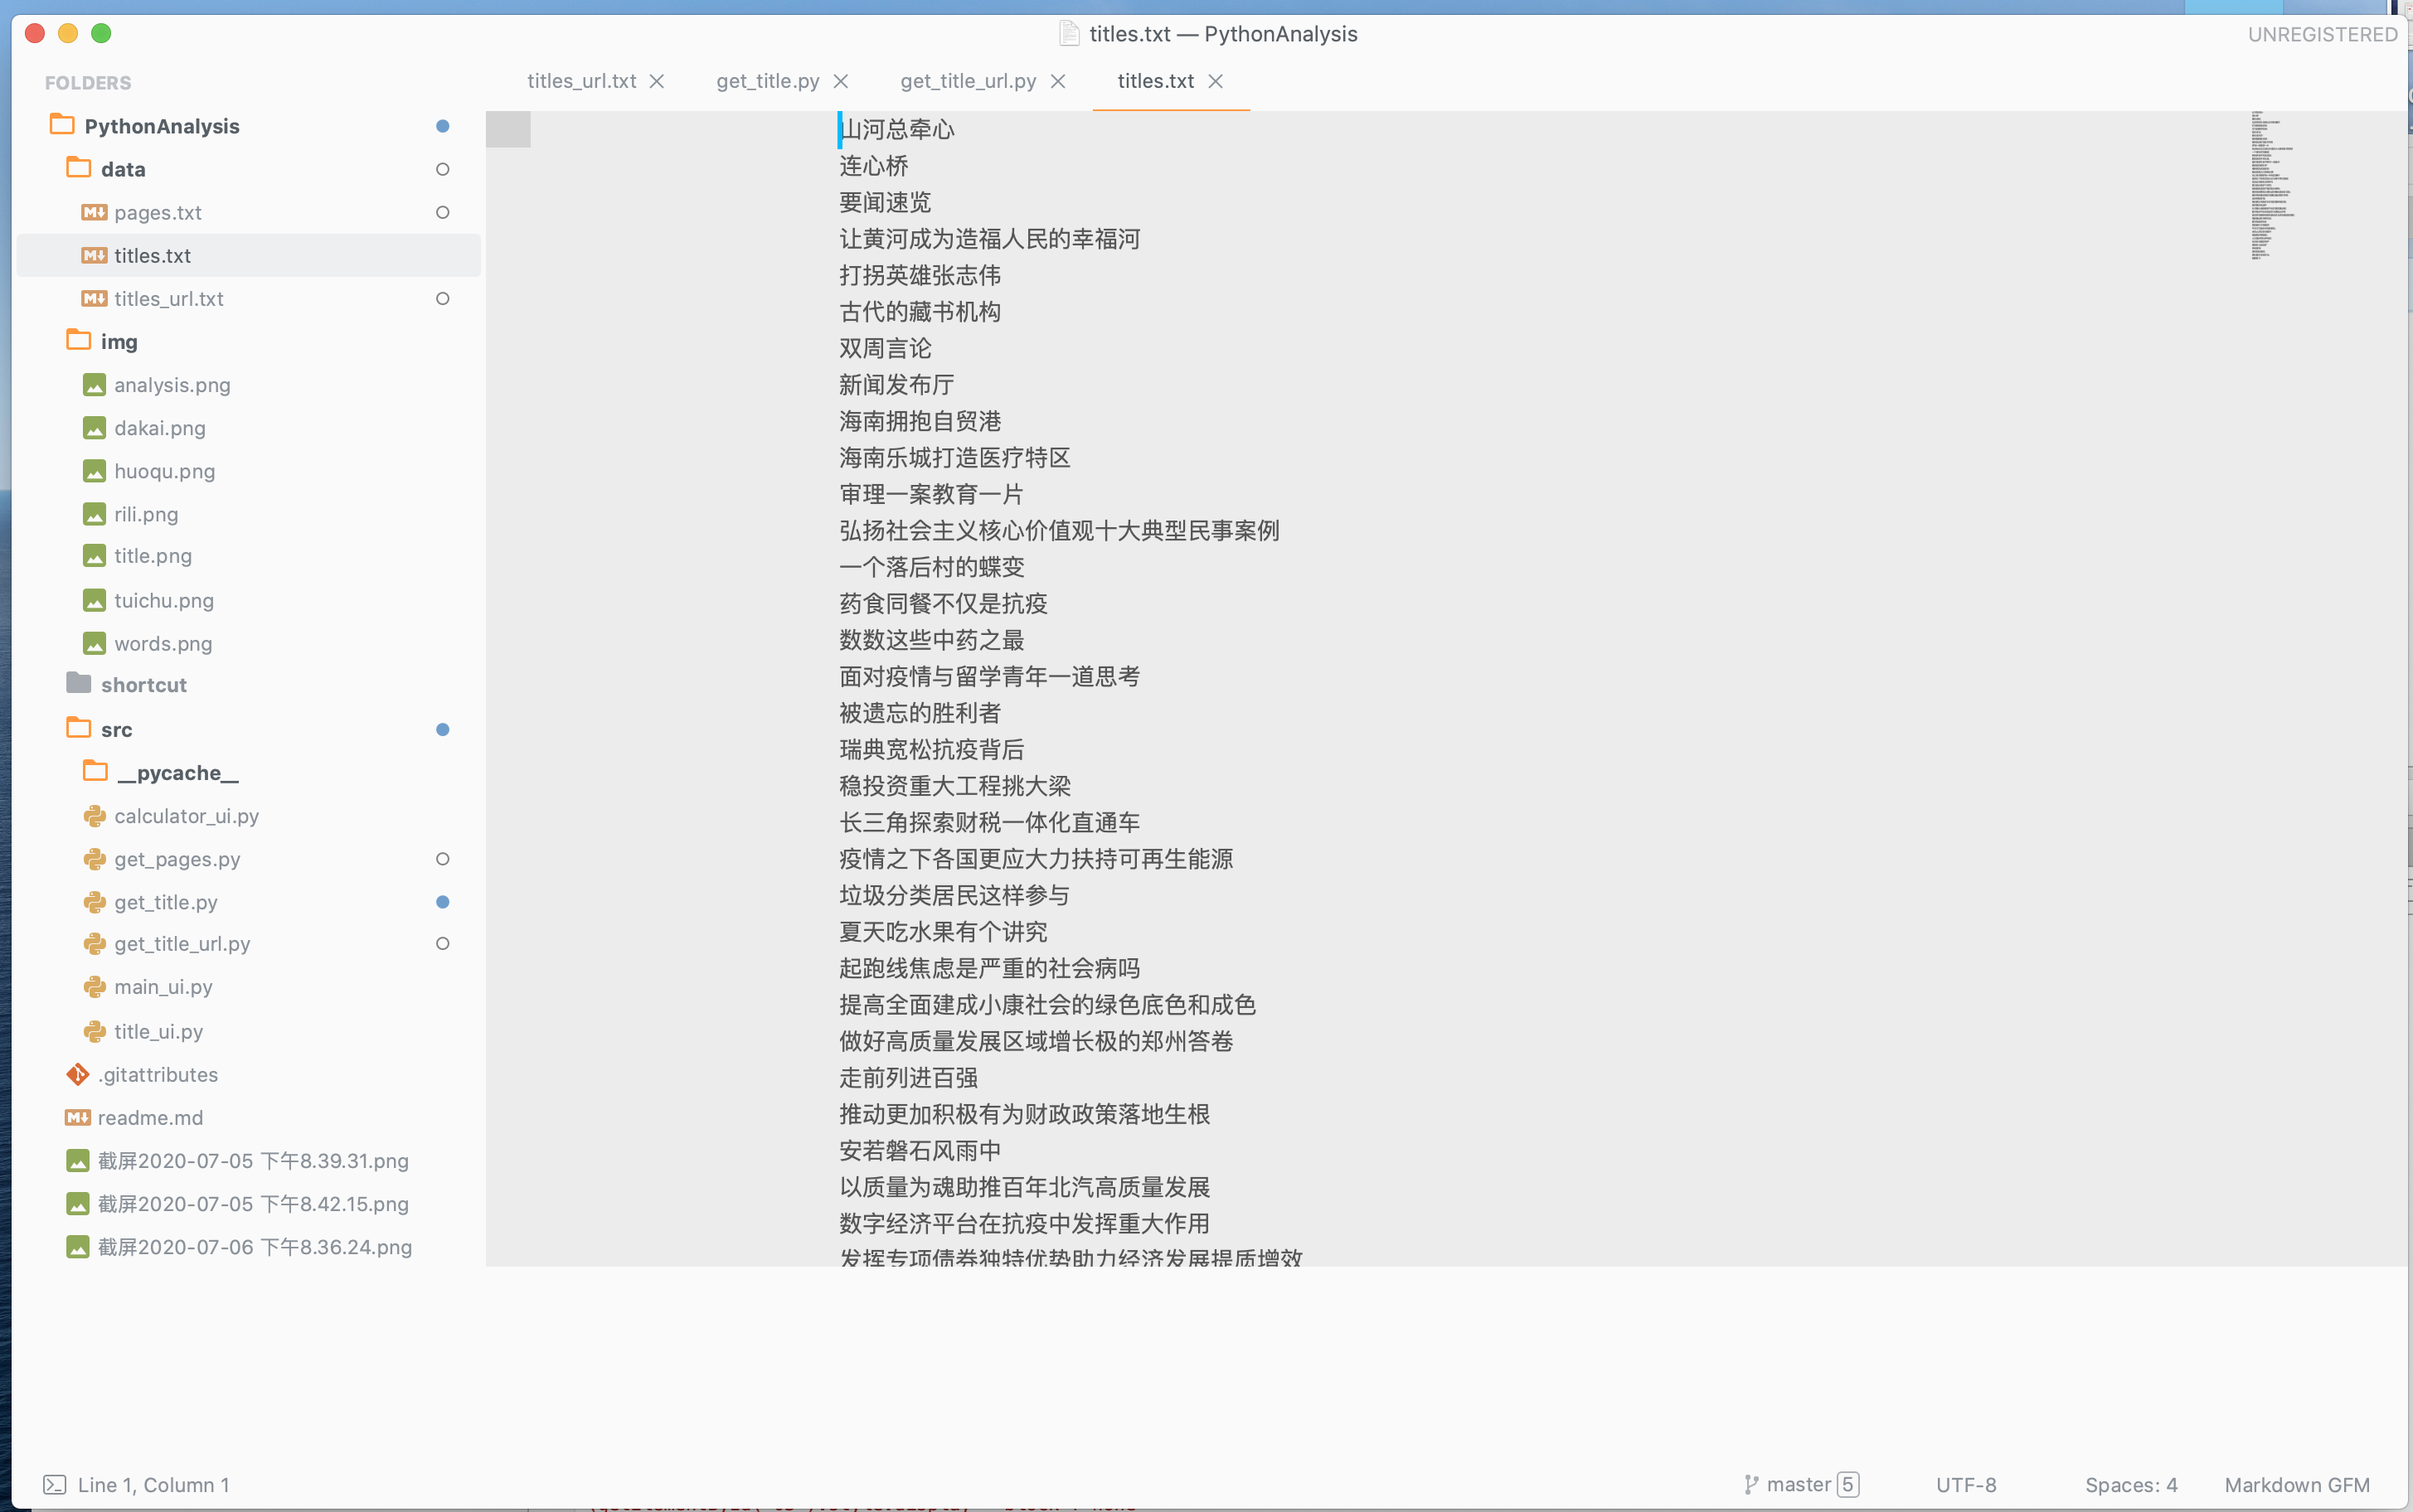 titles.txt — PythonAnalysis
UNREGISTERED
FOLDERS
PythonAnalysis
data
pages.txt
titles.txt
titles_url.txt
img
analysis.png
dakai.png
huoqu.png
rili.png
title.png
tuichu.png
words.png
shortcut
src
__pycache__
calculator_ui.py
get_pages.py
get_title.py
get_title_url.py
main_ui.py
title_ui.py
.gitattributes
readme.md
截屏2020-07-05 下午8.39.31.png
截屏2020-07-05 下午8.42.15.png
截屏2020-07-06 下午8.36.24.png
titles_url.txt get_title.py get_title_url.py titles.txt
山河总牵心
连心桥
要闻速览
让黄河成为造福人民的幸福河
打拐英雄张志伟
古代的藏书机构
双周言论
新闻发布厅
海南拥抱自贸港
海南乐城打造医疗特区
审理一案教育一片
弘扬社会主义核心价值观十大典型民事案例
一个落后村的蝶变
药食同餐不仅是抗疫
数数这些中药之最
面对疫情与留学青年一道思考
被遗忘的胜利者
瑞典宽松抗疫背后
稳投资重大工程挑大梁
长三角探索财税一体化直通车
疫情之下各国更应大力扶持可再生能源
垃圾分类居民这样参与
夏天吃水果有个讲究
起跑线焦虑是严重的社会病吗
提高全面建成小康社会的绿色底色和成色
做好高质量发展区域增长极的郑州答卷
走前列进百强
推动更加积极有为财政政策落地生根
安若磐石风雨中
以质量为魂助推百年北汽高质量发展
数字经济平台在抗疫中发挥重大作用
发挥专项债券独特优势助力经济发展提质增效
Line 1, Column 1
master 5
UTF-8
Spaces: 4
Markdown GFM